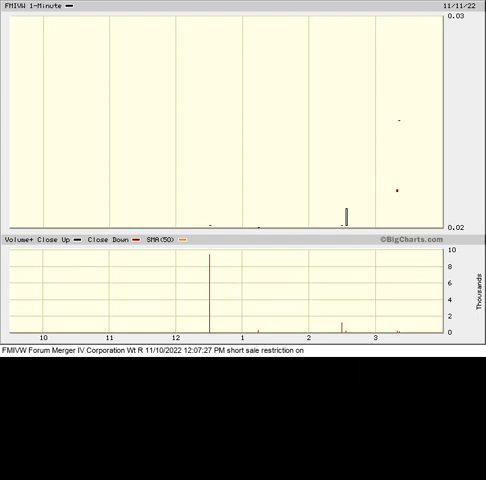 FMIVW 1-Minute 11/11/22
0.03
0.02
Volume+ Close Up Close Down SMA(50) ©BigCharts.com
10
8
6
4
2
0
Thousands
10 11 12 1 2 3
FMIVW Forum Merger IV Corporation Wt R 11/10/2022 12:07:27 PM short sale restriction on